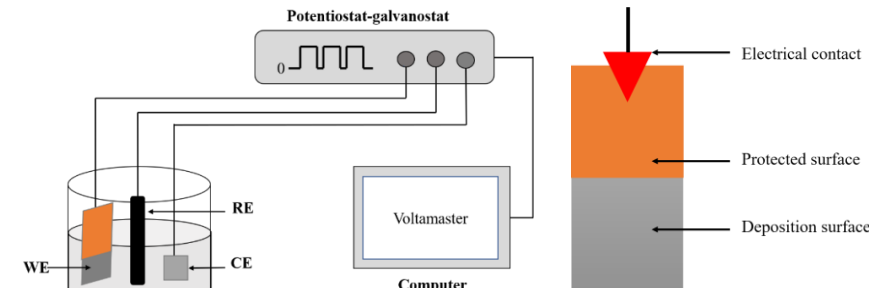 Potentiostat-galvanostat
0
Electrical contact
Protected surface
RE
Voltamaster
Deposition surface
WE
CE
Computer